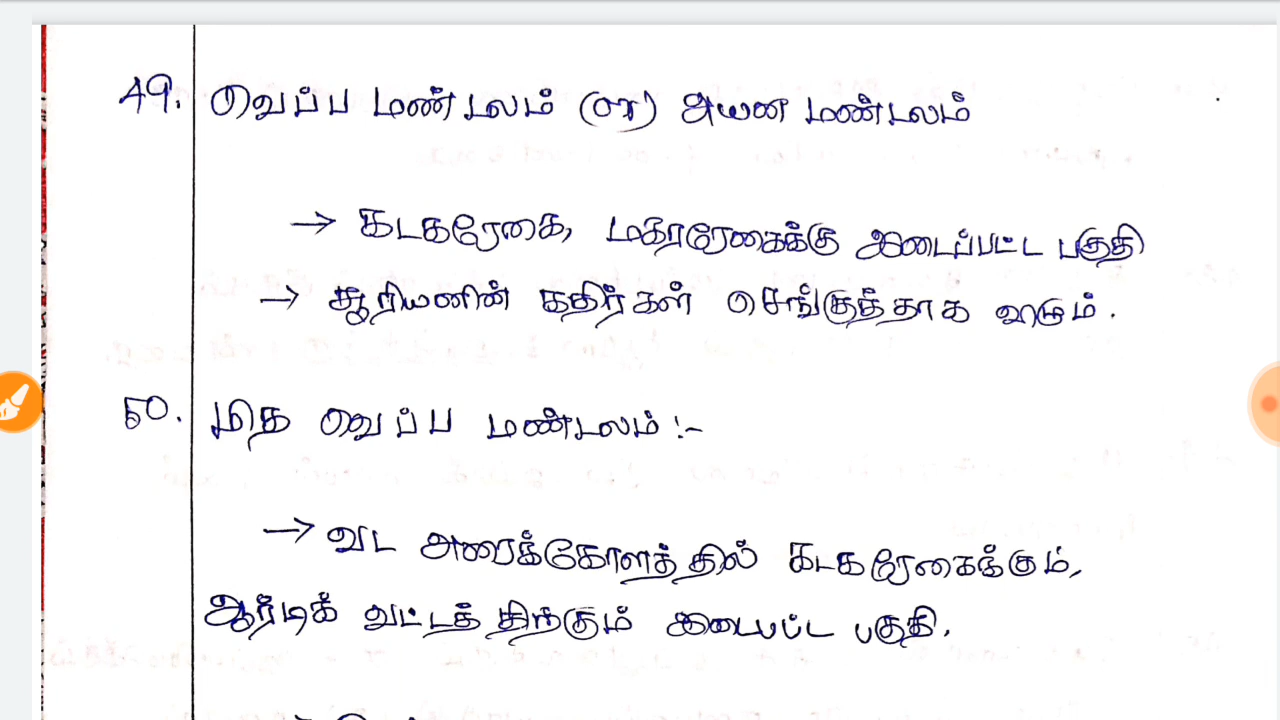 49. வெப்ப மண்டலம் (or) அயன மண்டலம்
→ கடகரேகை, மகரரேகைக்கு இடைப்பட்ட பகுதி
→ சூரியனின் கதிர்கள் செங்குத்தாக விழும்.
50. மித வெப்ப மண்டலம் :-
→ வட அரைக்கோளத்தில் கடகரேகைக்கும்,
ஆர்டிக் வட்டத்திற்கும் இடைபட்ட பகுதி.